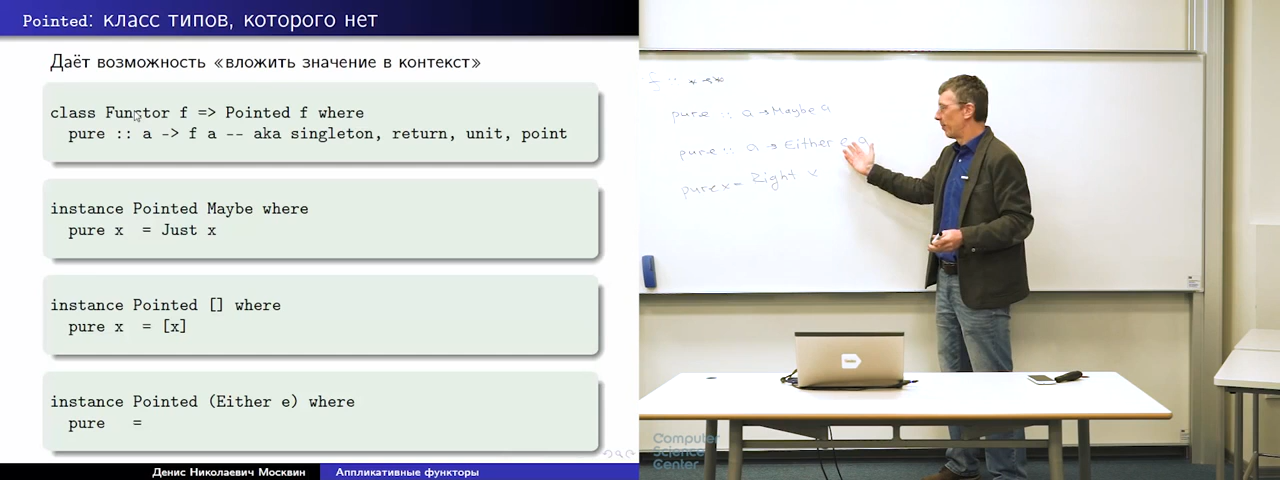 Pointed: класс типов, которого нет
Даёт возможность «вложить значение в контекст»
class Functor f => Pointed f where
pure :: a -> f a -- aka singleton, return, unit, point
instance Pointed Maybe where
pure x = Just x
instance Pointed [] where
pure x = [x]
instance Pointed (Either e) where
pure =
Денис Николаевич Москвин
Аппликативные функторы
pure :: a → Maybe a
pure :: a → Either e a
pure x = Right x
Computer
Science
Center